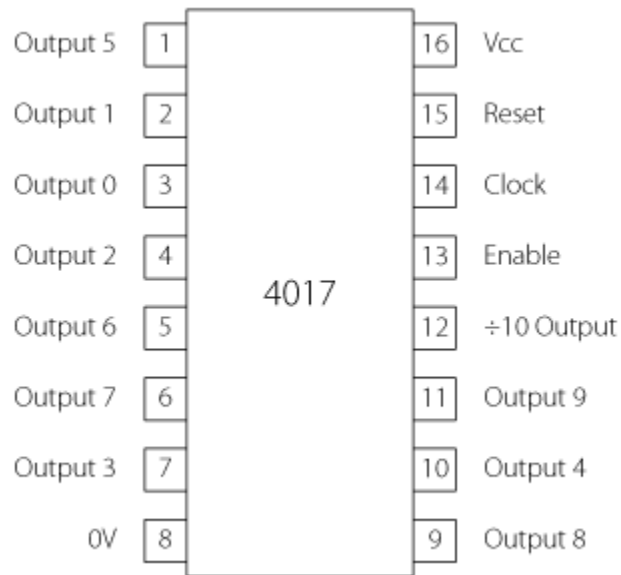 Output 5 1 16 Vcc
Output 1 2 15 Reset
Output 0 3 14 Clock
Output 2 4 13 Enable
4017
Output 6 5 12 ÷10 Output
Output 7 6 11 Output 9
Output 3 7 10 Output 4
0V 8 9 Output 8